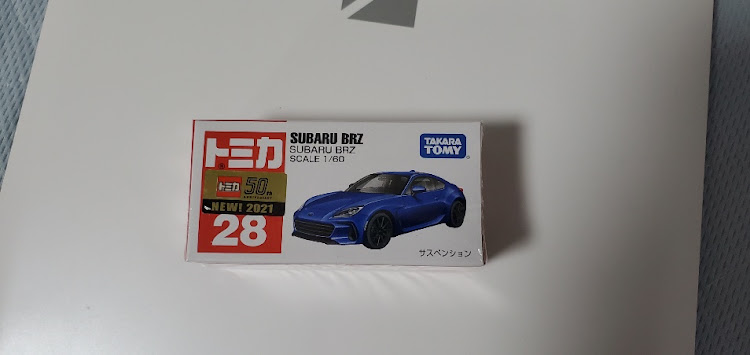 トミカ
トミカ 50th
ANNIVERSARY
NEW! 2021
28
SUBARU BRZ
SUBARU BRZ
SCALE 1/60
TAKARA
TOMY
サスペンション